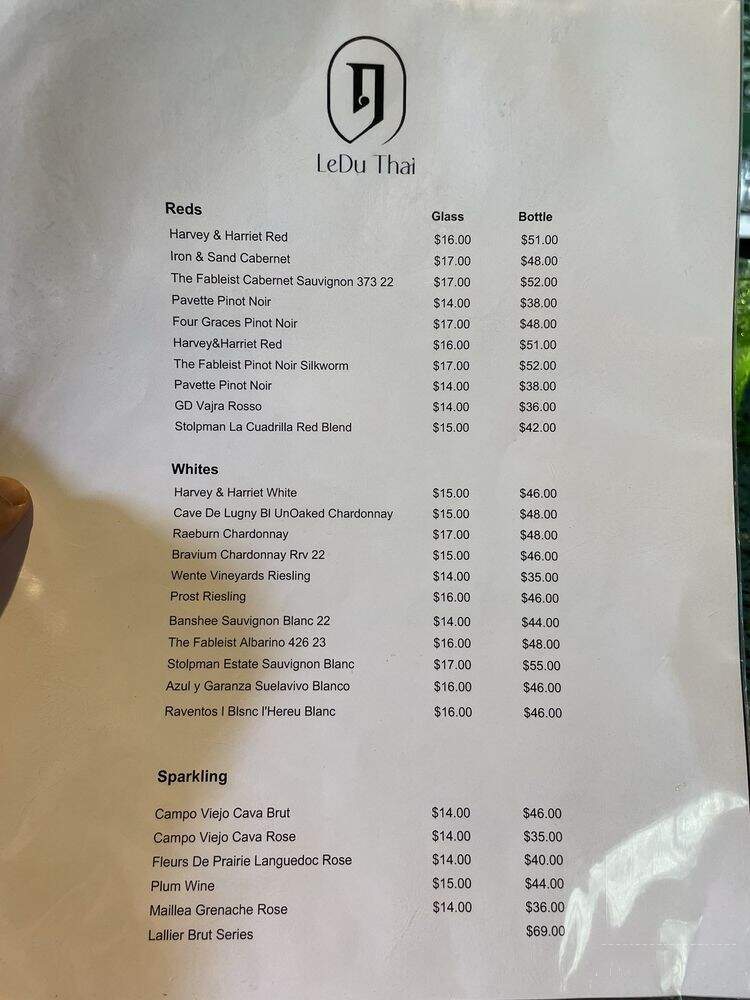 LeDu Thai
Reds Glass Bottle
Harvey & Harriet Red $16.00 $51.00
Iron & Sand Cabernet $17.00 $48.00
The Fableist Cabernet Sauvignon 373 22 $17.00 $52.00
Pavette Pinot Noir $14.00 $38.00
Four Graces Pinot Noir $17.00 $48.00
Harvey&Harriet Red $16.00 $51.00
The Fableist Pinot Noir Silkworm $17.00 $52.00
Pavette Pinot Noir $14.00 $38.00
GD Vajra Rosso $14.00 $36.00
Stolpman La Cuadrilla Red Blend $15.00 $42.00
Whites
Harvey & Harriet White $15.00 $46.00
Cave De Lugny Bl UnOaked Chardonnay $15.00 $48.00
Raeburn Chardonnay $17.00 $48.00
Bravium Chardonnay Rrv 22 $15.00 $46.00
Wente Vineyards Riesling $14.00 $35.00
Prost Riesling $16.00 $46.00
Banshee Sauvignon Blanc 22 $14.00 $44.00
The Fableist Albarino 426 23 $16.00 $48.00
Stolpman Estate Sauvignon Blanc $17.00 $55.00
Azul y Garanza Suelavivo Blanco $16.00 $46.00
Raventos I Blsnc l'Hereu Blanc $16.00 $46.00
Sparkling
Campo Viejo Cava Brut $14.00 $46.00
Campo Viejo Cava Rose $14.00 $35.00
Fleurs De Prairie Languedoc Rose $14.00 $40.00
Plum Wine $15.00 $44.00
Maillea Grenache Rose $14.00 $36.00
Lallier Brut Series $69.00